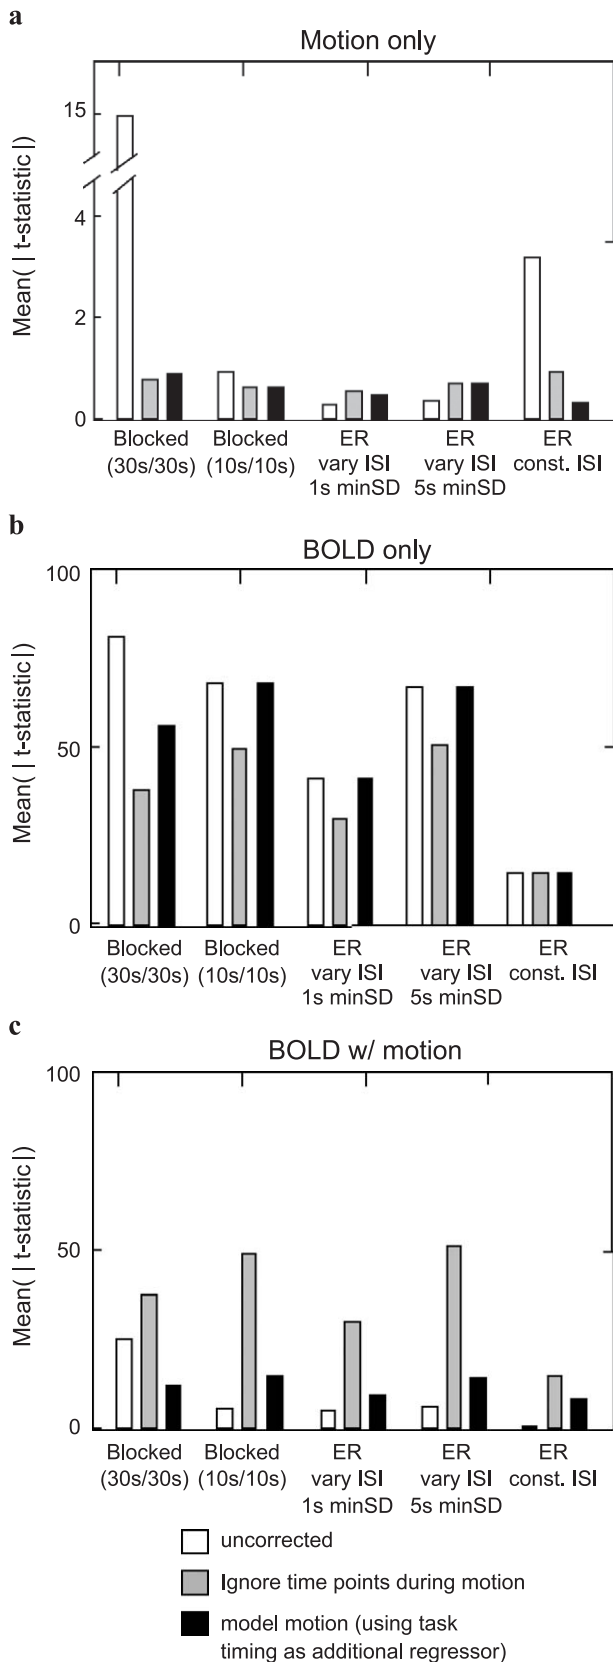 a
Motion only
Mean( | t-statistic | )
15
4
2
0
Blocked
(30s/30s)
Blocked
(10s/10s)
ER
vary ISI
1s minSD
ER
vary ISI
5s minSD
ER
const. ISI
b
BOLD only
Mean( | t-statistic | )
100
50
0
Blocked
(30s/30s)
Blocked
(10s/10s)
ER
vary ISI
1s minSD
ER
vary ISI
5s minSD
ER
const. ISI
c
BOLD w/ motion
Mean( | t-statistic | )
100
50
0
Blocked
(30s/30s)
Blocked
(10s/10s)
ER
vary ISI
1s minSD
ER
vary ISI
5s minSD
ER
const. ISI
uncorrected
Ignore time points during motion
model motion (using task
timing as additional regressor)